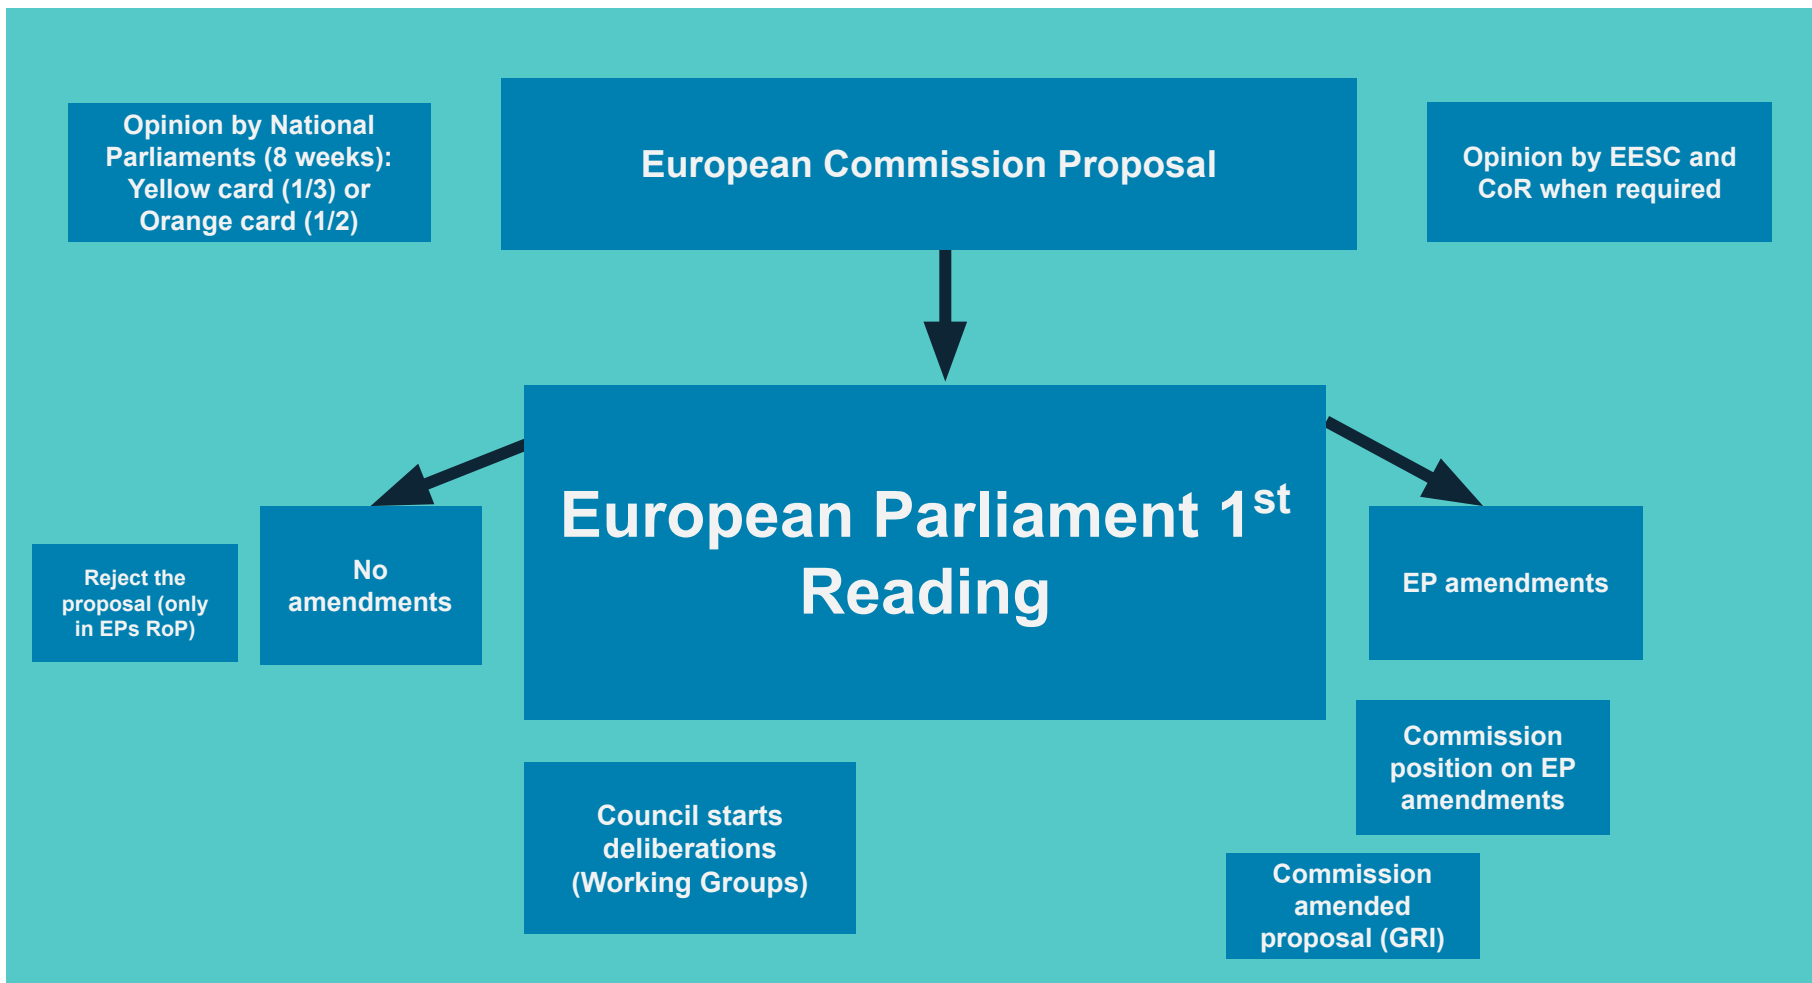 Opinion by National
Parliaments (8 weeks):
Yellow card (1/3) or
Orange card (1/2)
European Commission Proposal
Opinion by EESC and
CoR when required
European Parliament 1st
Reading
Reject the
proposal (only
in EPs RoP)
No
amendments
EP amendments
Commission
position on EP
amendments
Council starts
deliberations
(Working Groups)
Commission
amended
proposal (GRI)